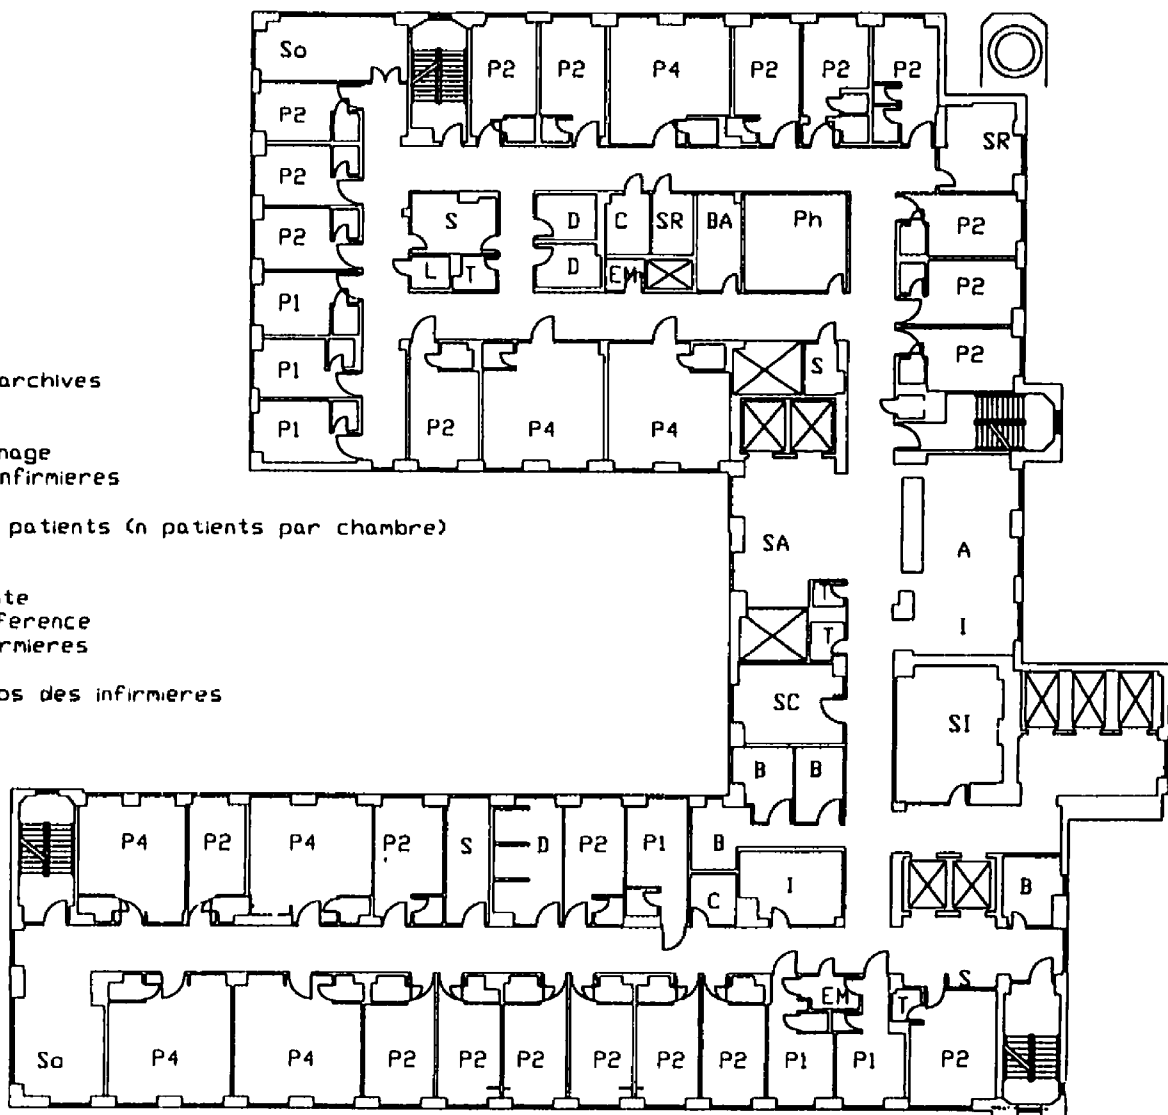 So P2 P2 P4 P2 P2 P2
P2 SR
P2
S D C SR BA Ph P2
P2
L T D EM
P2
P1
P2
archives P1 S
P1 P2 P4 P4
nage
nfirmieres
patients (n patients par chambre)
SA A
te T
ference I
rmieres T
os des infirmieres SC SI
B B
P4 P2 P4 P2 S D P2 P1 B
I B
C
S
EM T
So P4 P4 P2 P2 P2 P2 P2 P2 P1 P1 P2